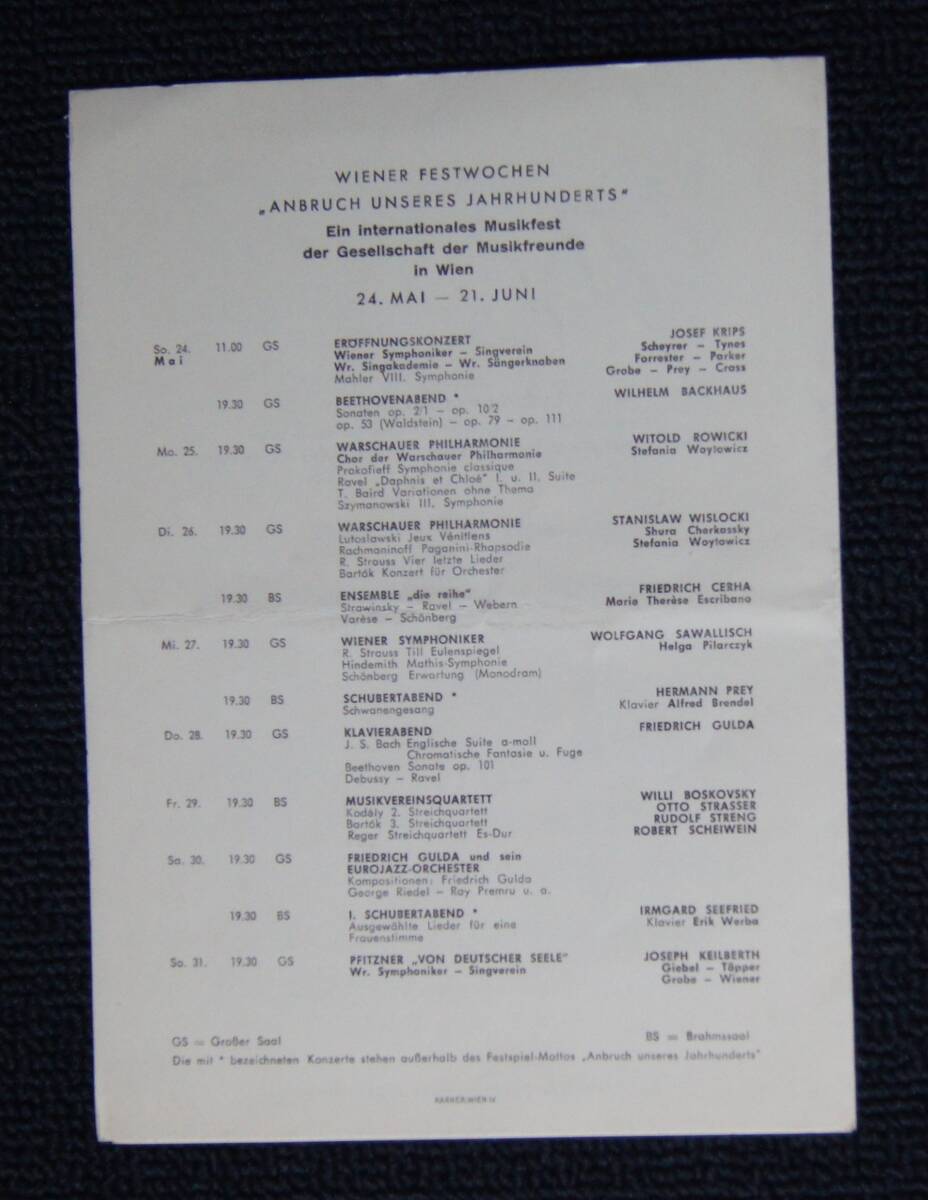 WIENER FESTWOCHEN
„ANBRUCH UNSERES JAHRHUNDERTS"
Ein internationales Musikfest
der Gesellschaft der Musikfreunde
in Wien
24. MAI — 21. JUNI
So. 24. 11.00 GS ERÖFFNUNGSKONZERT JOSEF KRIPS
Mai Wiener Symphoniker – Singverein Scheyrer – Tynes
Wr. Singakademie – Wr. Sängerknaben Forrester – Parker
Mahler VIII. Symphonie Grobe – Prey – Crass
19.30 GS BEETHOVENABEND * WILHELM BACKHAUS
Sonaten op. 2/1 – op. 10/2
op. 53 (Waldstein) – op. 79 – op. 111
Mo. 25. 19.30 GS WARSCHAUER PHILHARMONIE WITOLD ROWICKI
Chor der Warschauer Philharmonie Stefania Woytowicz
Prokofieff Symphonie classique
Ravel „Daphnis et Chloé" I. u. II. Suite
T. Baird Variationen ohne Thema
Szymanowski III. Symphonie
Di. 26. 19.30 GS WARSCHAUER PHILHARMONIE STANISLAW WISLOCKI
Lutoslawski Jeux Vénitiens Shura Cherkassky
Rachmaninoff Paganini-Rhapsodie Stefania Woytowicz
R. Strauss Vier letzte Lieder
Bartók Konzert für Orchester
19.30 BS ENSEMBLE „die reihe" FRIEDRICH CERHA
Strawinsky – Ravel – Webern Marie Therèse Escribano
Varèse – Schönberg
Mi. 27. 19.30 GS WIENER SYMPHONIKER WOLFGANG SAWALLISCH
R. Strauss Till Eulenspiegel Helga Pilarczyk
Hindemith Mathis-Symphonie
Schönberg Erwartung (Monodram)
19.30 BS SCHUBERTABEND * HERMANN PREY
Schwanengesang Klavier Alfred Brendel
Do. 28. 19.30 GS KLAVIERABEND FRIEDRICH GULDA
J. S. Bach Englische Suite a-moll
Chromatische Fantasie u. Fuge
Beethoven Sonate op. 101
Debussy – Ravel
Fr. 29. 19.30 BS MUSIKVEREINSQUARTETT WILLI BOSKOVSKY
Kodály 2. Streichquartett OTTO STRASSER
Bartók 3. Streichquartett RUDOLF STRENG
Reger Streichquartett Es-Dur ROBERT SCHEIWEIN
Sa. 30. 19.30 GS FRIEDRICH GULDA und sein
EUROJAZZ-ORCHESTER
Kompositionen: Friedrich Gulda
George Riedel – Ray Premru u. a.
19.30 BS I. SCHUBERTABEND * IRMGARD SEEFRIED
Ausgewählte Lieder für eine Klavier Erik Werba
Frauenstimme
So. 31. 19.30 GS PFITZNER „VON DEUTSCHER SEELE" JOSEPH KEILBERTH
Wr. Symphoniker – Singverein Giebel – Töpper
Grobe – Wiener
GS = Großer Saal BS = Brahmssaal
Die mit * bezeichneten Konzerte stehen außerhalb des Festspiel-Mottos „Anbruch unseres Jahrhunderts"
KARNER WIEN IV